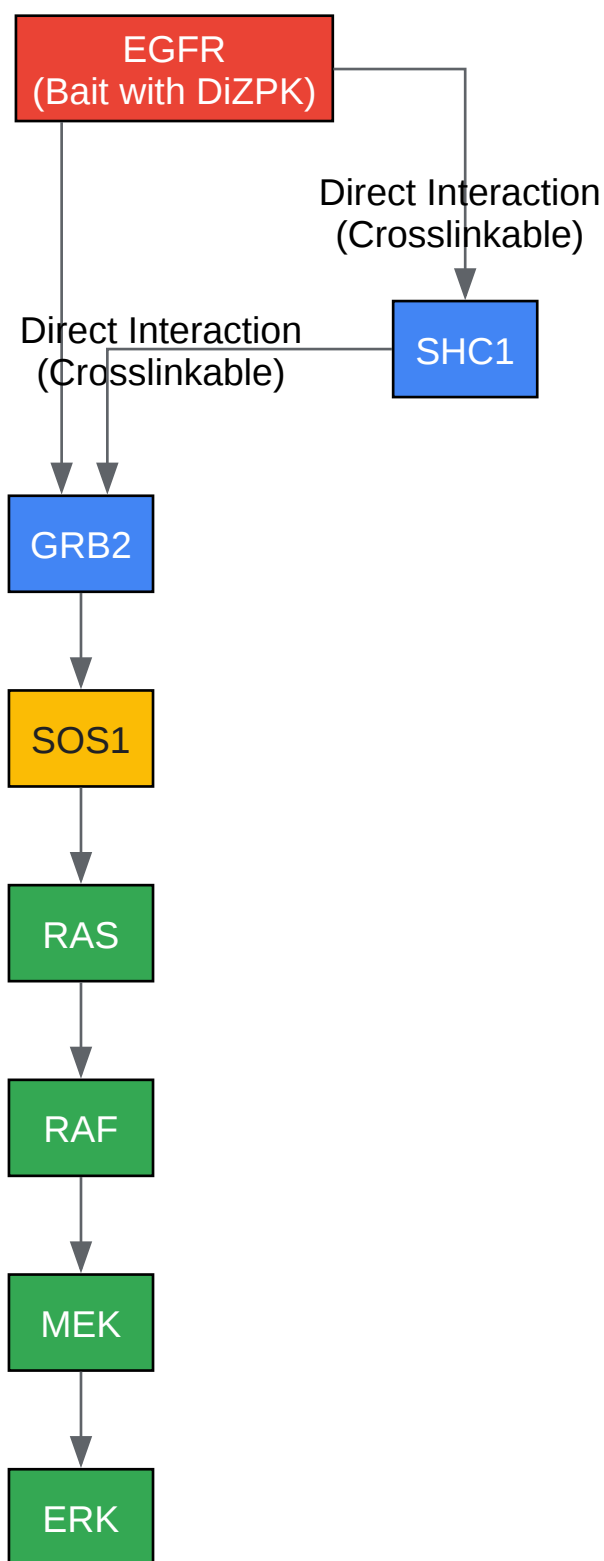 EGFR
(Bait with DiZPK)
Direct Interaction
(Crosslinkable)
Direct Interaction
(Crosslinkable)
SHC1
GRB2
SOS1
RAS
RAF
MEK
ERK